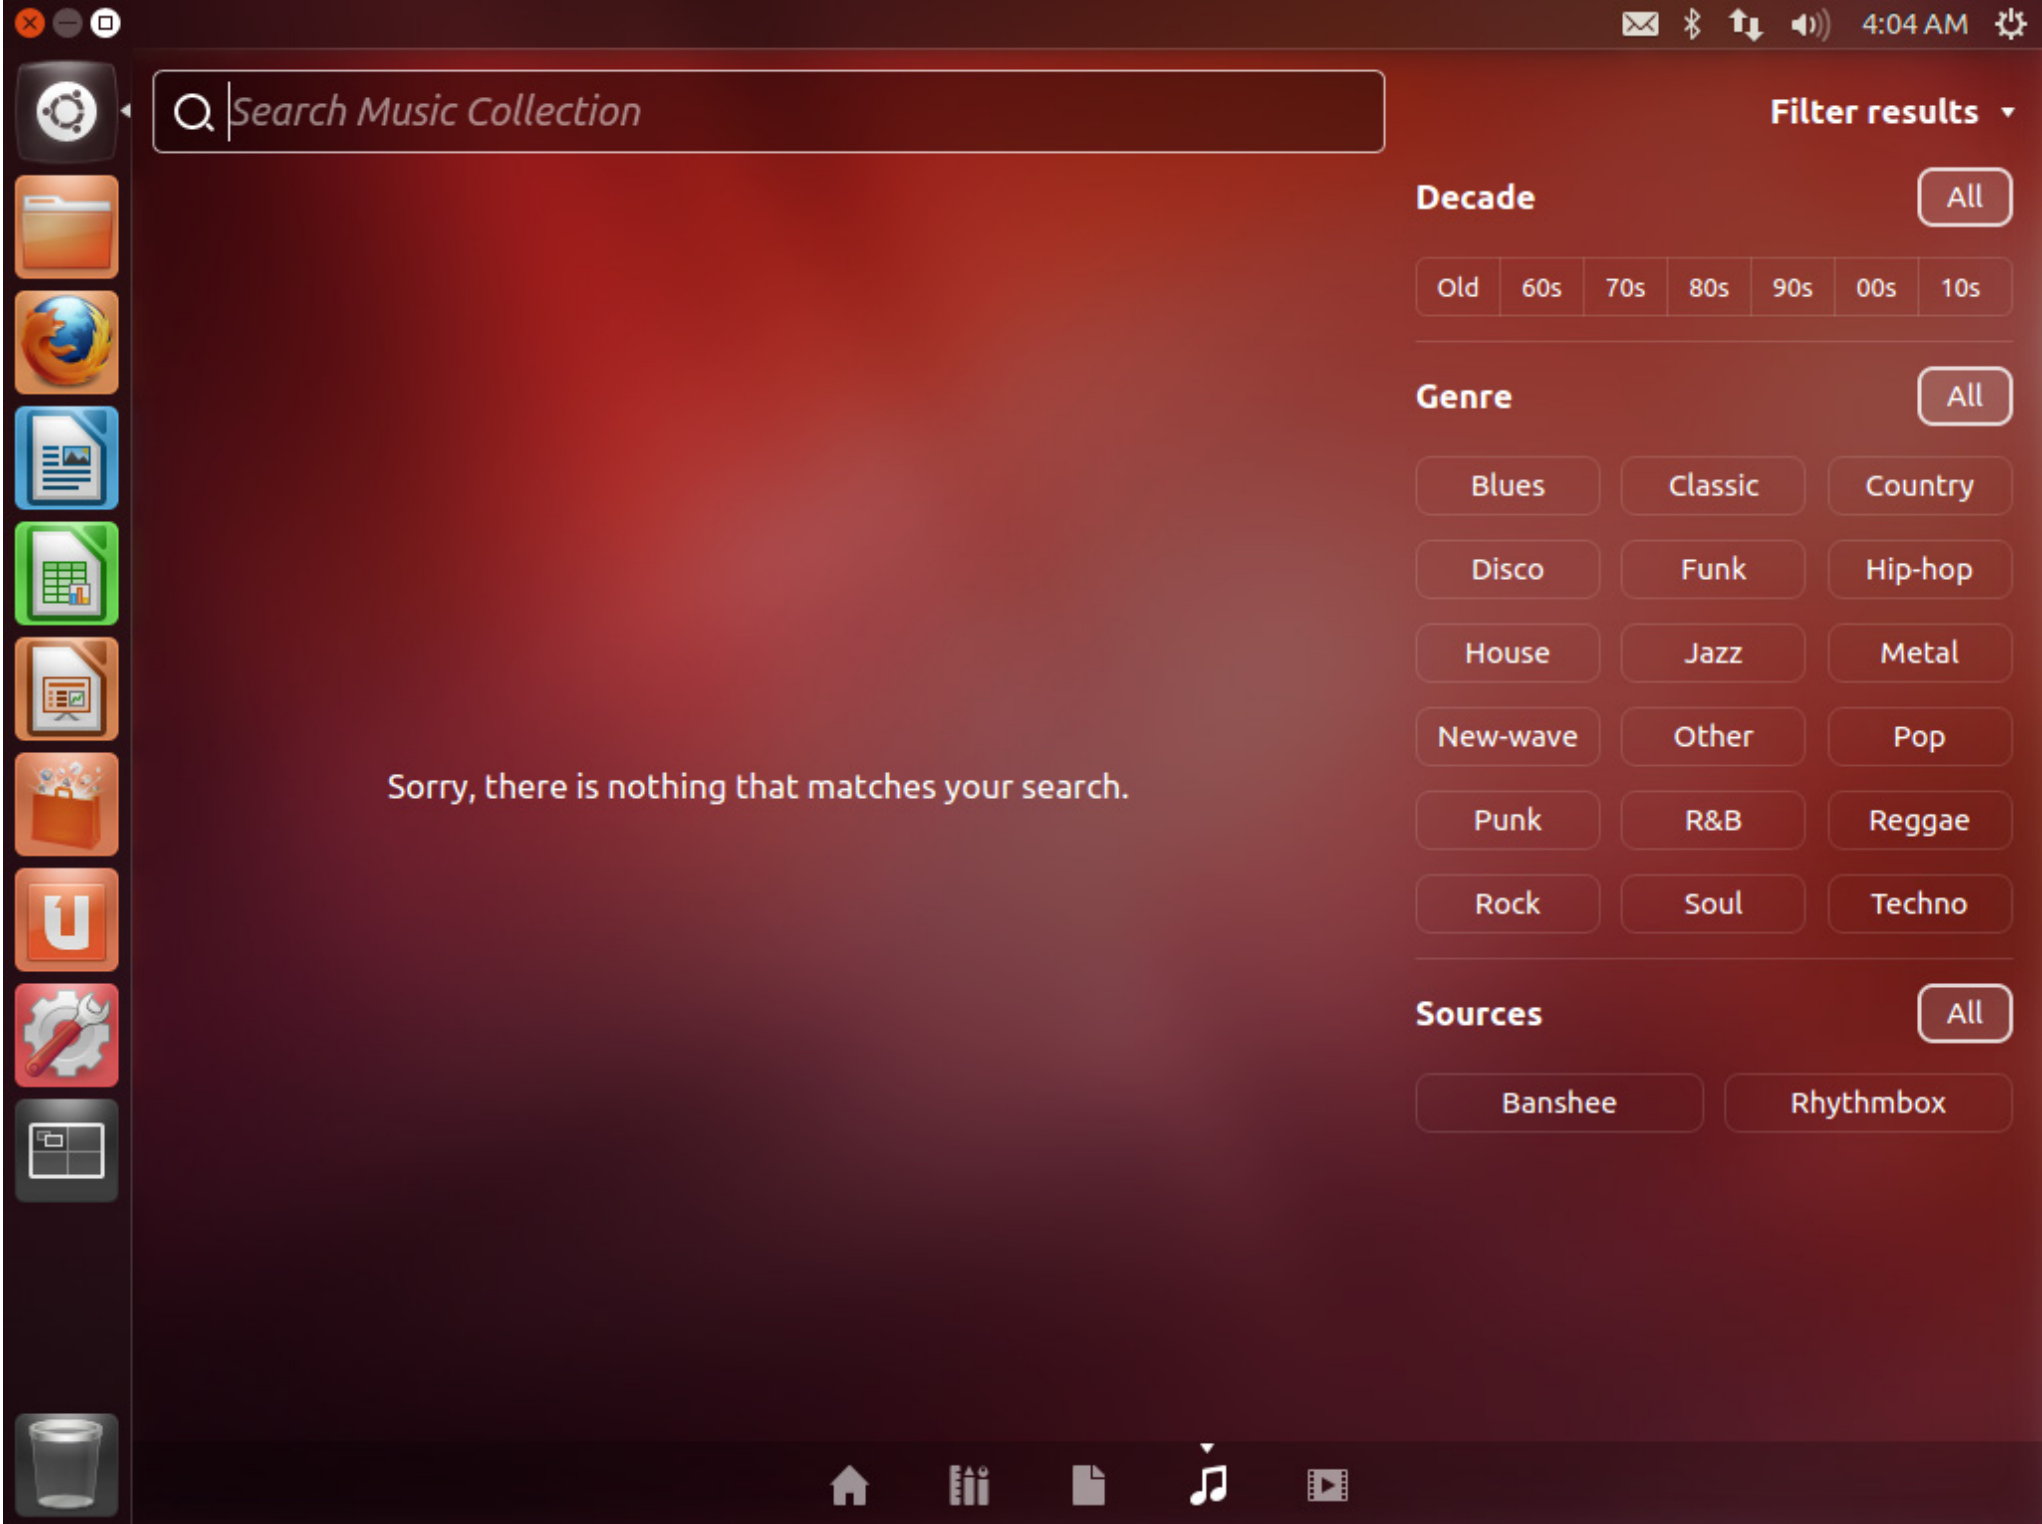 4:04 AM
Search Music Collection
Filter results
Decade
All
Old 60s 70s 80s 90s 00s 10s
Genre
All
Blues Classic Country
Disco Funk Hip-hop
House Jazz Metal
New-wave Other Pop
Sorry, there is nothing that matches your search.
Punk R&B Reggae
Rock Soul Techno
Sources
All
Banshee Rhythmbox